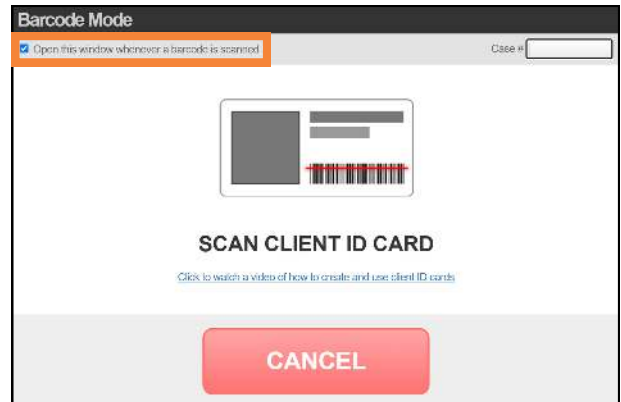 Barcode Mode
Open this window whenever a barcode is scanned
Case #
SCAN CLIENT ID CARD
Click to watch a video of how to create and use client ID cards
CANCEL